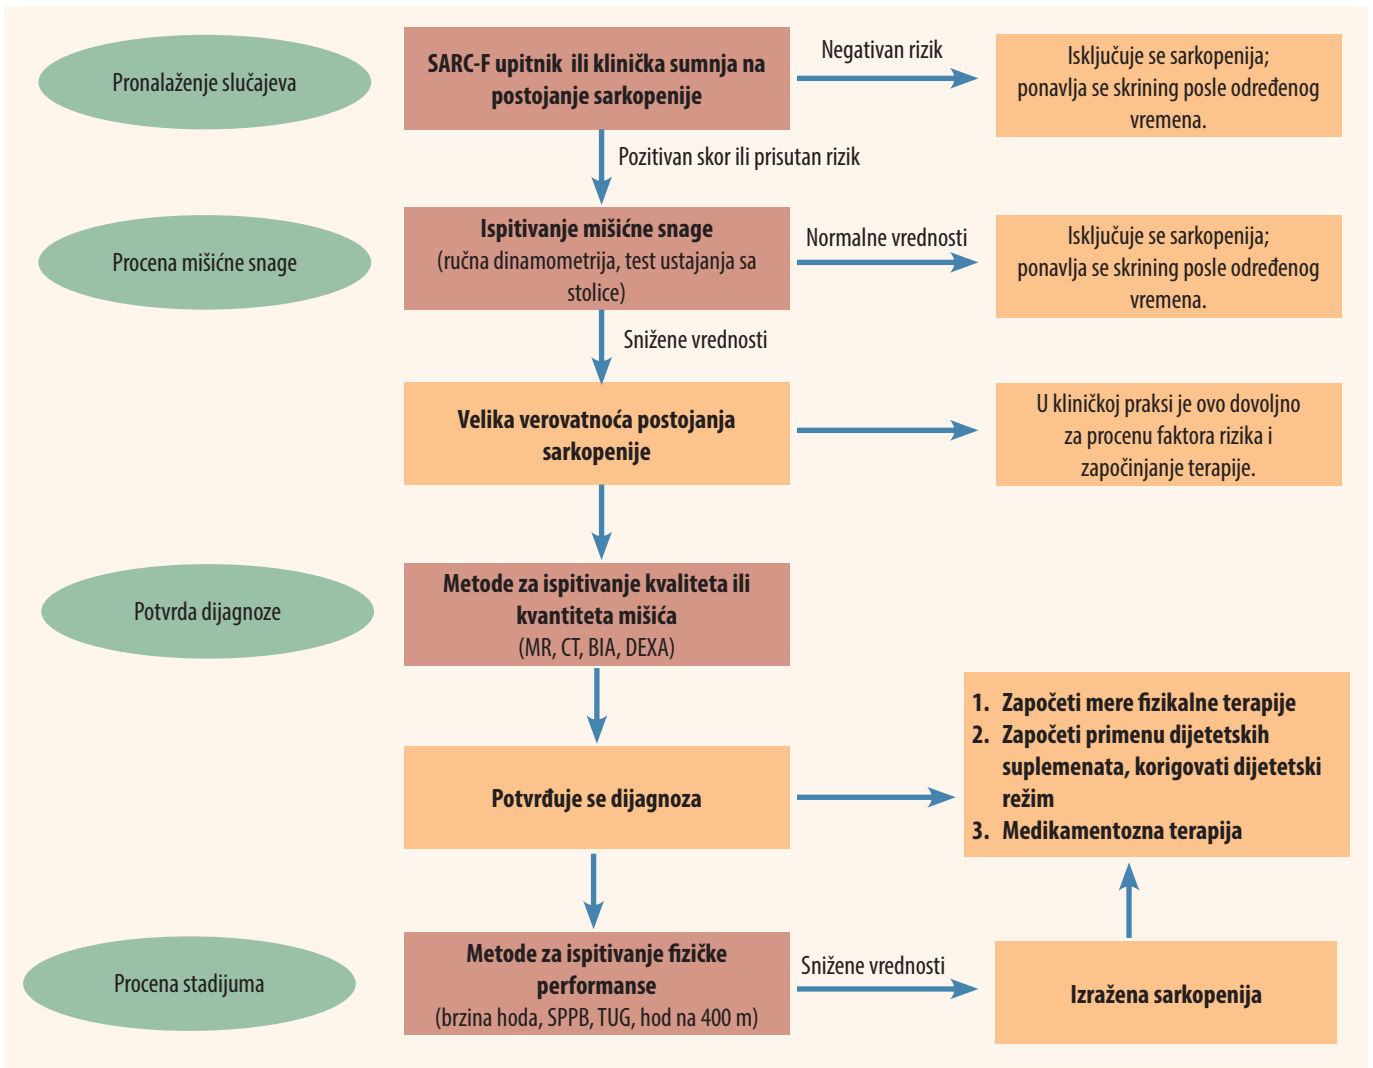 Pronalaženje slučajeva
SARC-F upitnik ili klinička sumnja na
postojanje sarkopenije
Negativan rizik
Isključuje se sarkopenija;
ponavlja se skrining posle određenog
vremena.
Pozitivan skor ili prisutan rizik
Procena mišićne snage
Ispitivanje mišićne snage
(ručna dinamometrija, test ustajanja sa
stolice)
Normalne vrednosti
Isključuje se sarkopenija;
ponavlja se skrining posle određenog
vremena.
Snižene vrednosti
Velika verovatnoća postojanja
sarkopenije
U kliničkoj praksi je ovo dovoljno
za procenu faktora rizika i
započinjanje terapije.
Potvrda dijagnoze
Metode za ispitivanje kvaliteta ili
kvantiteta mišića
(MR, CT, BIA, DEXA)
Potvrđuje se dijagnoza
1. Započeti mere fizikalne terapije
2. Započeti primenu dijetetskih
suplemenata, korigovati dijetetski
režim
3. Medikamentozna terapija
Procena stadijuma
Metode za ispitivanje fizičke
performanse
(brzina hoda, SPPB, TUG, hod na 400 m)
Snižene vrednosti
Izražena sarkopenija